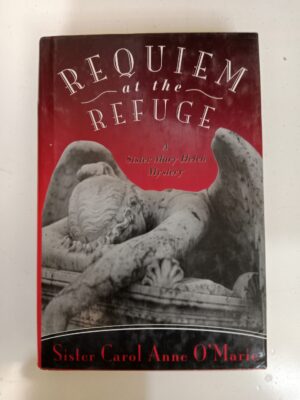 REQUIEM
at the
REFUGE
A
Sister Mary Helen
Mystery
Sister Carol Anne O'Marie